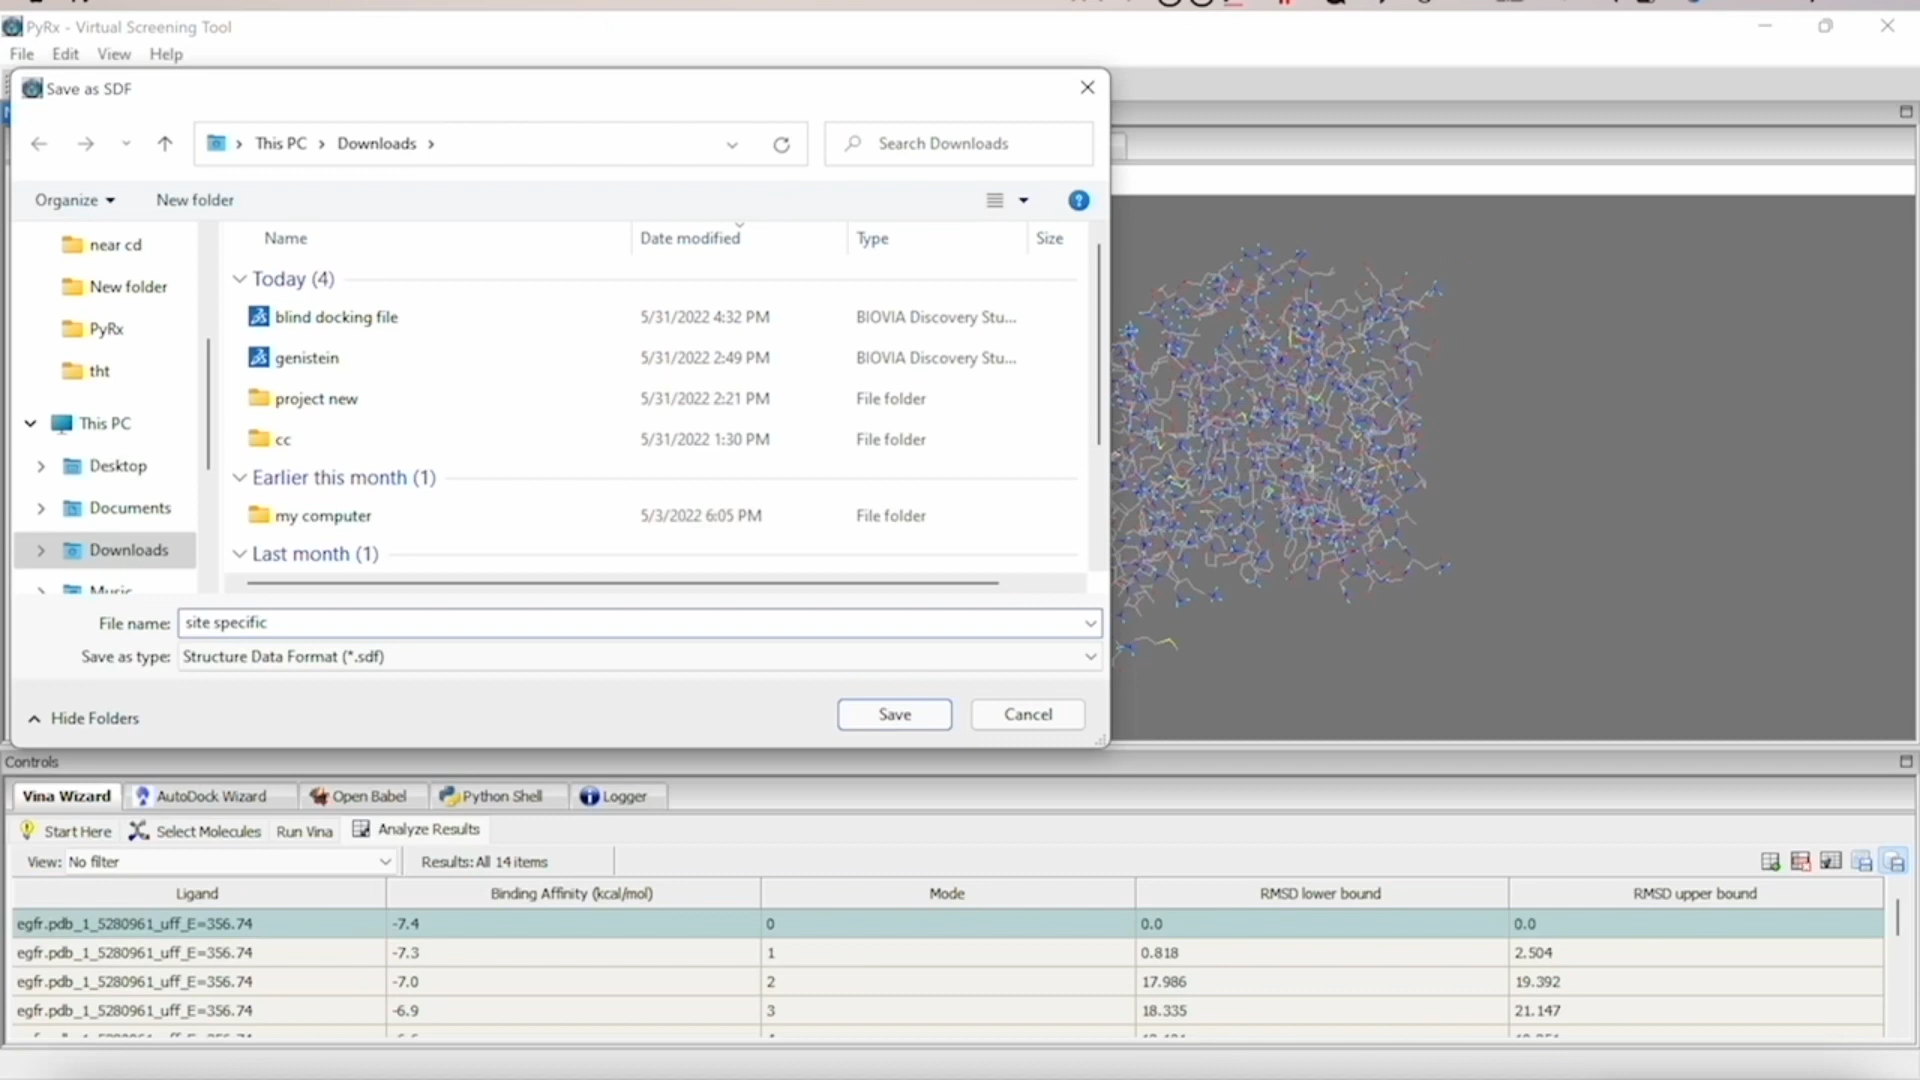 PyRx - Virtual Screening Tool
File Edit View Help
Save as SDF
This PC > Downloads >
Search Downloads
Organize New folder
Name Date modified Type Size
near cd
New folder
PyRx
tht
This PC
Desktop
Documents
Downloads
Music
Today (4)
blind docking file 5/31/2022 4:32 PM BIOVIA Discovery Stu...
genistein 5/31/2022 2:49 PM BIOVIA Discovery Stu...
project new 5/31/2022 2:21 PM File folder
cc 5/31/2022 1:30 PM File folder
Earlier this month (1)
my computer 5/3/2022 6:05 PM File folder
Last month (1)
File name: site specific
Save as type: Structure Data Format (*.sdf)
Hide Folders
Save Cancel
Controls
Vina Wizard AutoDock Wizard Open Babel Python Shell Logger
Start Here Select Molecules Run Vina Analyze Results
View: No filter Results: All 14 items
Ligand Binding Affinity (kcal/mol) Mode RMSD lower bound RMSD upper bound
egfr.pdb_1_5280961_uff_E=356.74 -7.4 0 0.0 0.0
egfr.pdb_1_5280961_uff_E=356.74 -7.3 1 0.818 2.504
egfr.pdb_1_5280961_uff_E=356.74 -7.0 2 17.986 19.392
egfr.pdb_1_5280961_uff_E=356.74 -6.9 3 18.335 21.147